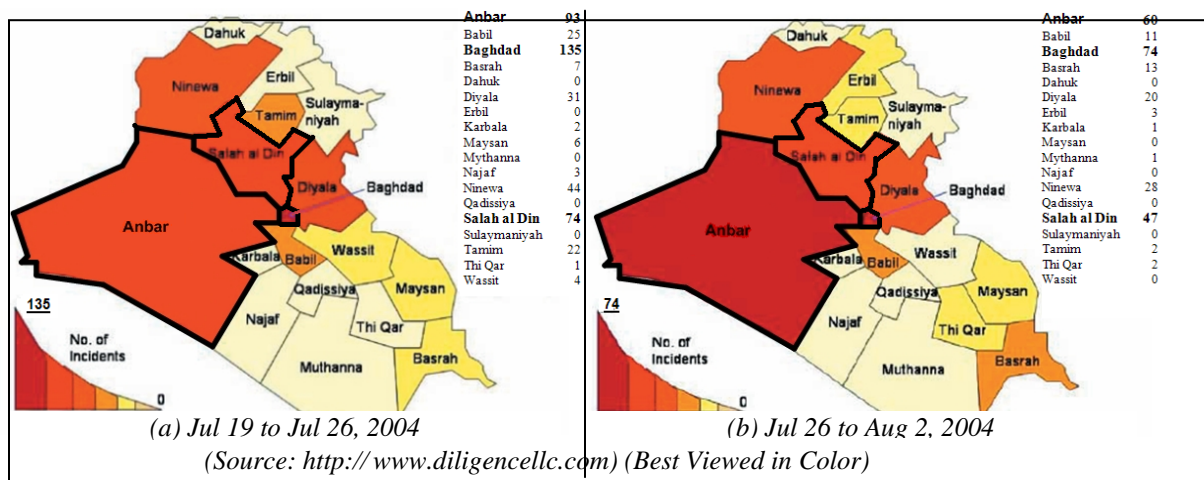 Dahuk
Ninewa
Erbil
Tamim
Sulayma-
niyah
Salah al Din
Diyala
Baghdad
Anbar
Karbala
Babil
Wassit
Qadissiya
Maysan
Najaf
Thi Qar
Muthanna
Basrah
135
No. of
Incidents
0
Anbar 93
Babil 25
Baghdad 135
Basrah 7
Dahuk 0
Diyala 31
Erbil 0
Karbala 2
Maysan 6
Mythanna 0
Najaf 3
Ninewa 44
Qadissiya 0
Salah al Din 74
Sulaymaniyah 0
Tamim 22
Thi Qar 1
Wassit 4
(a) Jul 19 to Jul 26, 2004
Dahuk
Ninewa
Erbil
Tamim
Sulayma-
niyah
Salah al Din
Diyala
Baghdad
Anbar
Karbala
Babil
Wassit
Qadissiya
Maysan
Najaf
Thi Qar
Muthanna
Basrah
74
No. of
Incidents
0
Anbar 60
Babil 11
Baghdad 74
Basrah 13
Dahuk 0
Diyala 20
Erbil 3
Karbala 1
Maysan 0
Mythanna 1
Najaf 0
Ninewa 28
Qadissiya 0
Salah al Din 47
Sulaymaniyah 0
Tamim 2
Thi Qar 2
Wassit 0
(b) Jul 26 to Aug 2, 2004
(Source: http:// www.diligencellc.com) (Best Viewed in Color)